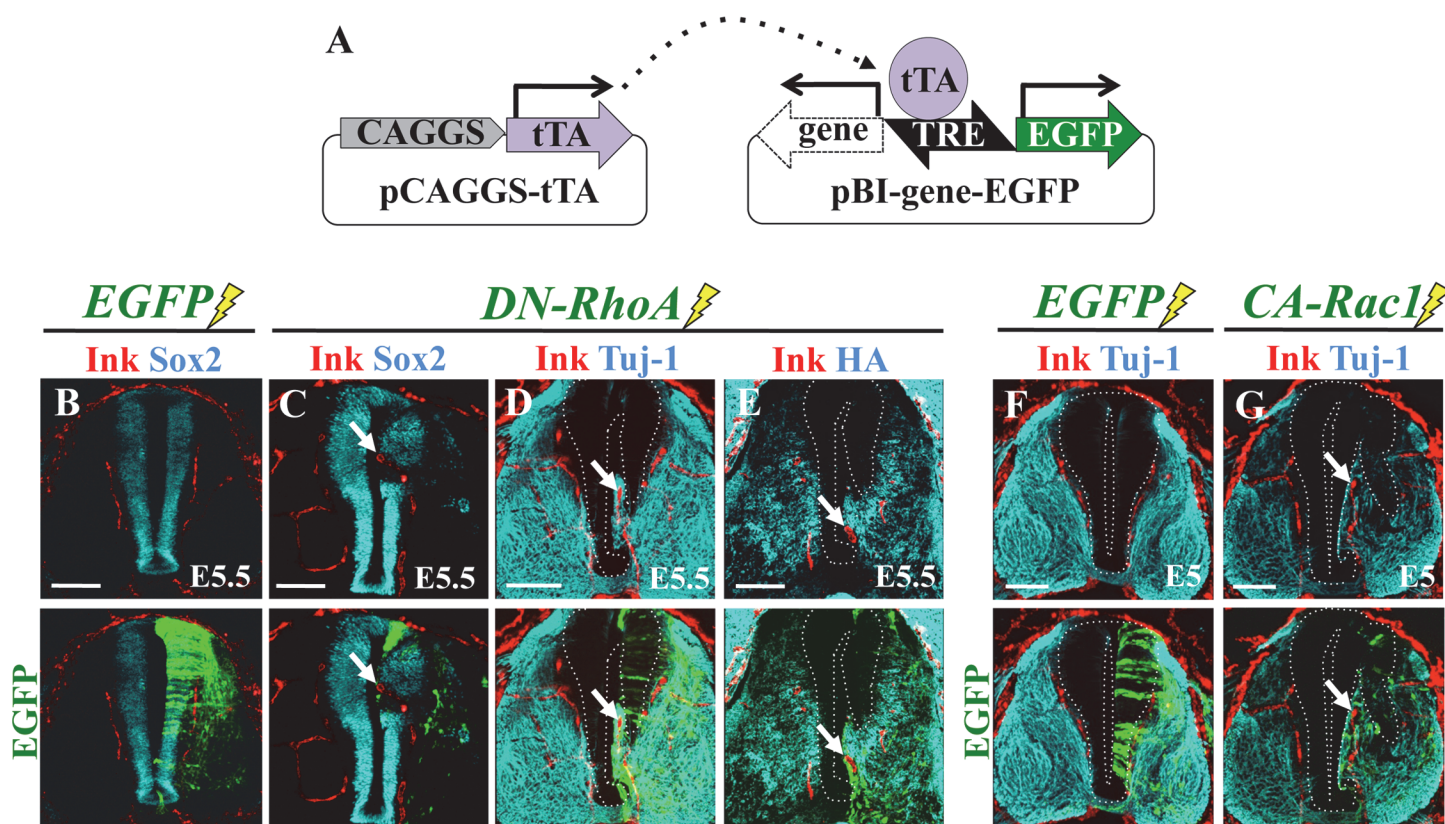 A
CAGGS tTA
pCAGGS-tTA
gene tTA TRE EGFP
pBI-gene-EGFP
EGFP DN-RhoA EGFP CA-Rac1
Ink Sox2 Ink Sox2 Ink Tuj-1 Ink HA Ink Tuj-1 Ink Tuj-1
B C D E F G
E5.5 E5.5 E5.5 E5.5 E5 E5
EGFP EGFP